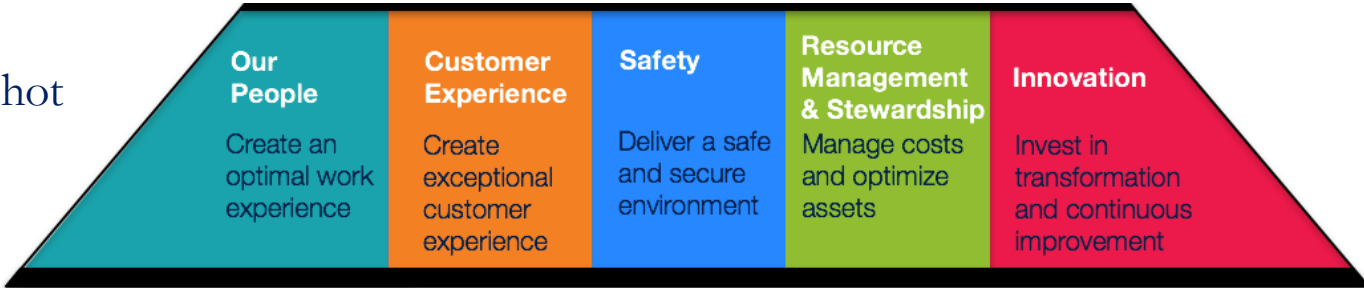 hot
Our
People
Create an
optimal work
experience
Customer
Experience
Create
exceptional
customer
experience
Safety
Deliver a safe
and secure
environment
Resource
Management
& Stewardship
Manage costs
and optimize
assets
Innovation
Invest in
transformation
and continuous
improvement